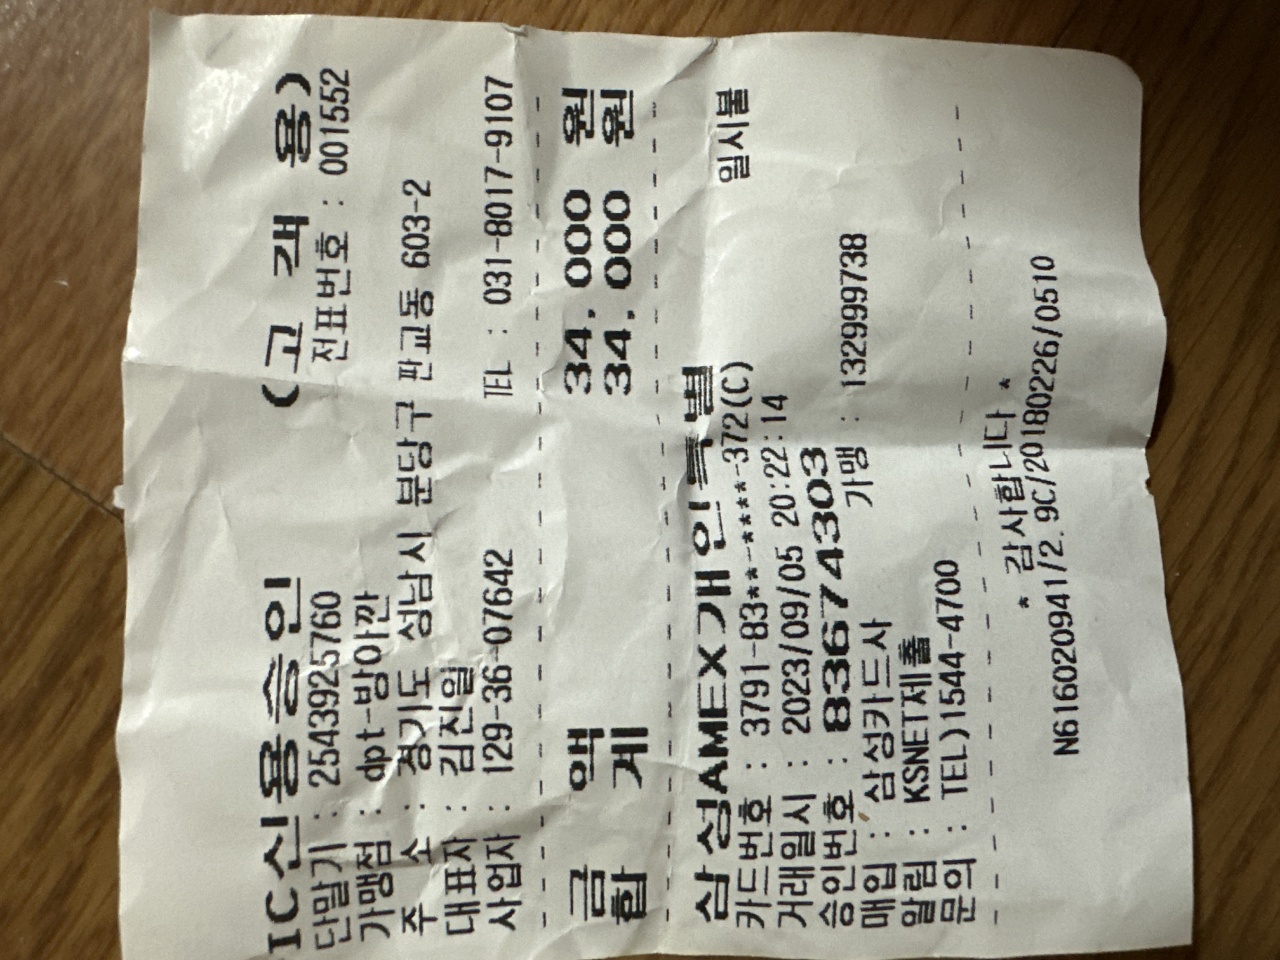 IC신용승인 (고 객 용)
단말기 : 2543925760 전표번호 : 001552
가맹점 : dpt-방아깐
주 소 : 경기도 성남시 분당구 판교동 603-2
대표자 : 김진일
사업자 : 129-36-07642 TEL : 031-8017-9107
금 액 34,000 원
합 계 34,000 원
삼성AMEX개인특별
카드번호 : 3791-83**-****-372(C) 일시불
거래일시 : 2023/09/05 20:22:14
승인번호 : 83674303
매입 : 삼성카드사 가맹 : 132999738
알림 : KSNET제출
문의 : TEL)1544-4700
* 감사합니다 *
N616020941/2.9C/20180226/0510